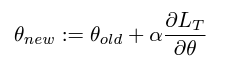 θ_new := θ_old + α ∂L_T/∂θ